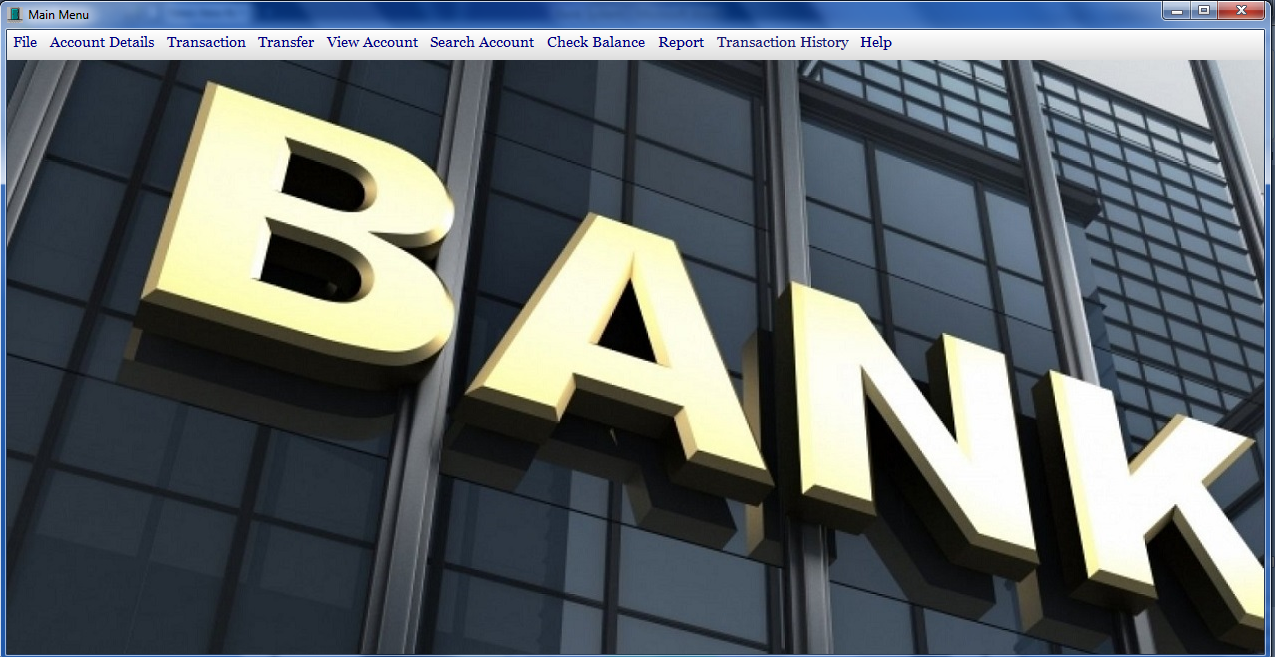 Main Menu
File Account Details Transaction Transfer View Account Search Account Check Balance Report Transaction History Help
BANK